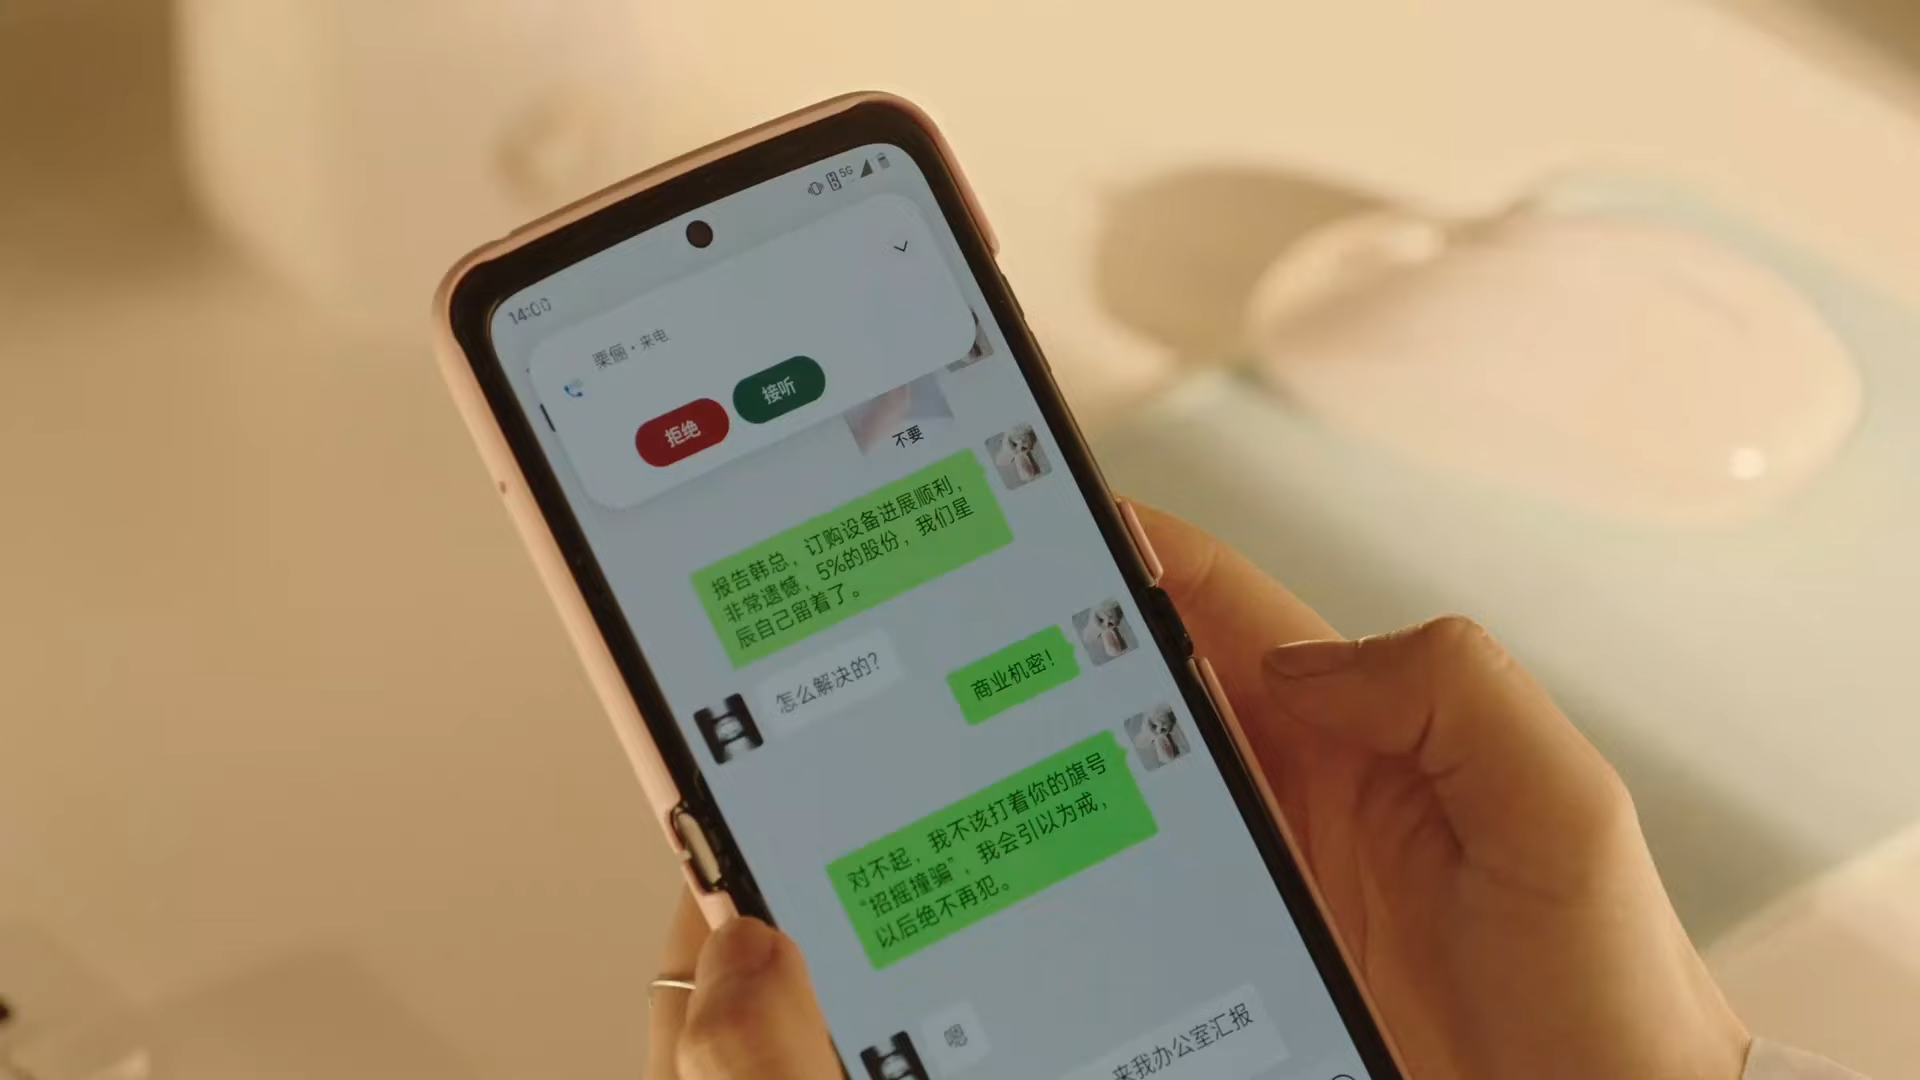 14:00
5G
栗俪·来电
拒绝
接听
不要
报告韩总，订购设备进展顺利，
非常遗憾，5%的股份，我们星
辰自己留着了。
怎么解决的？
商业机密！
对不起，我不该打着你的旗号
“招摇撞骗”，我会引以为戒，
以后绝不再犯。
嗯
来我办公室汇报